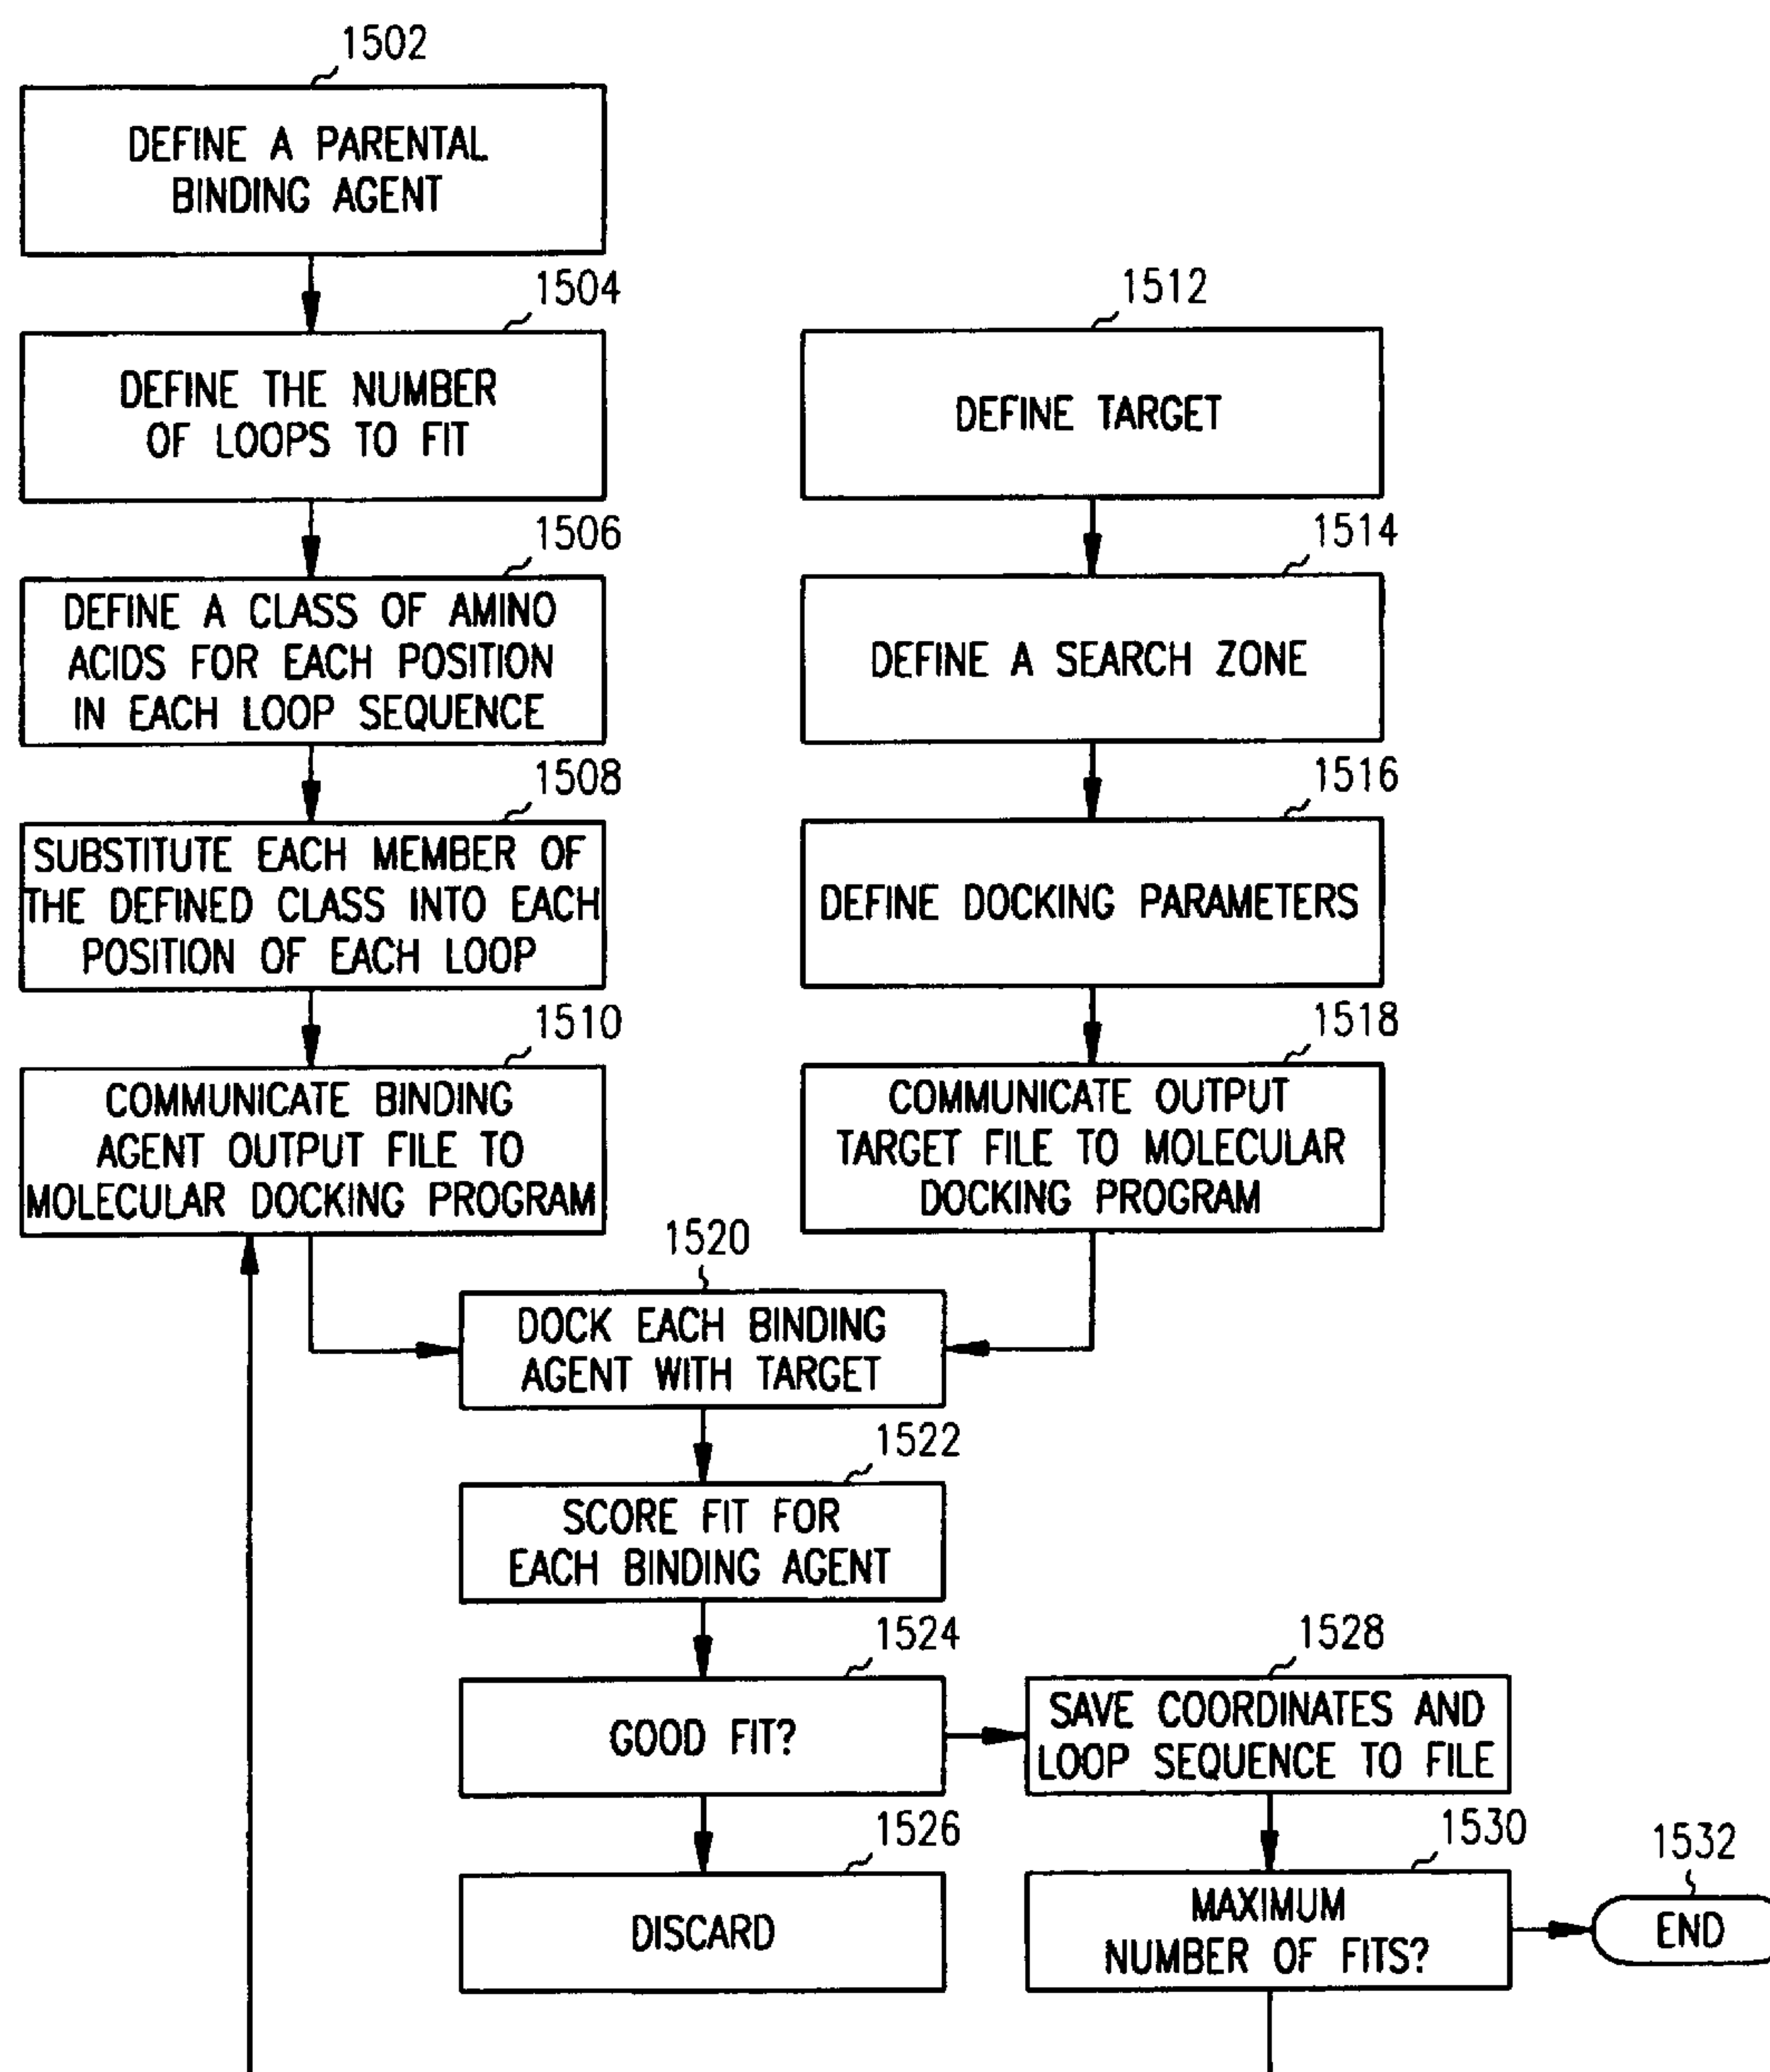 1502
DEFINE A PARENTAL
BINDING AGENT
1504
DEFINE THE NUMBER
OF LOOPS TO FIT
1506
DEFINE A CLASS OF AMINO
ACIDS FOR EACH POSITION
IN EACH LOOP SEQUENCE
1508
SUBSTITUTE EACH MEMBER OF
THE DEFINED CLASS INTO EACH
POSITION OF EACH LOOP
1510
COMMUNICATE BINDING
AGENT OUTPUT FILE TO
MOLECULAR DOCKING PROGRAM
1512
DEFINE TARGET
1514
DEFINE A SEARCH ZONE
1516
DEFINE DOCKING PARAMETERS
1518
COMMUNICATE OUTPUT
TARGET FILE TO MOLECULAR
DOCKING PROGRAM
1520
DOCK EACH BINDING
AGENT WITH TARGET
1522
SCORE FIT FOR
EACH BINDING AGENT
1524
GOOD FIT?
1526
DISCARD
1528
SAVE COORDINATES AND
LOOP SEQUENCE TO FILE
1530
MAXIMUM
NUMBER OF FITS?
1532
END